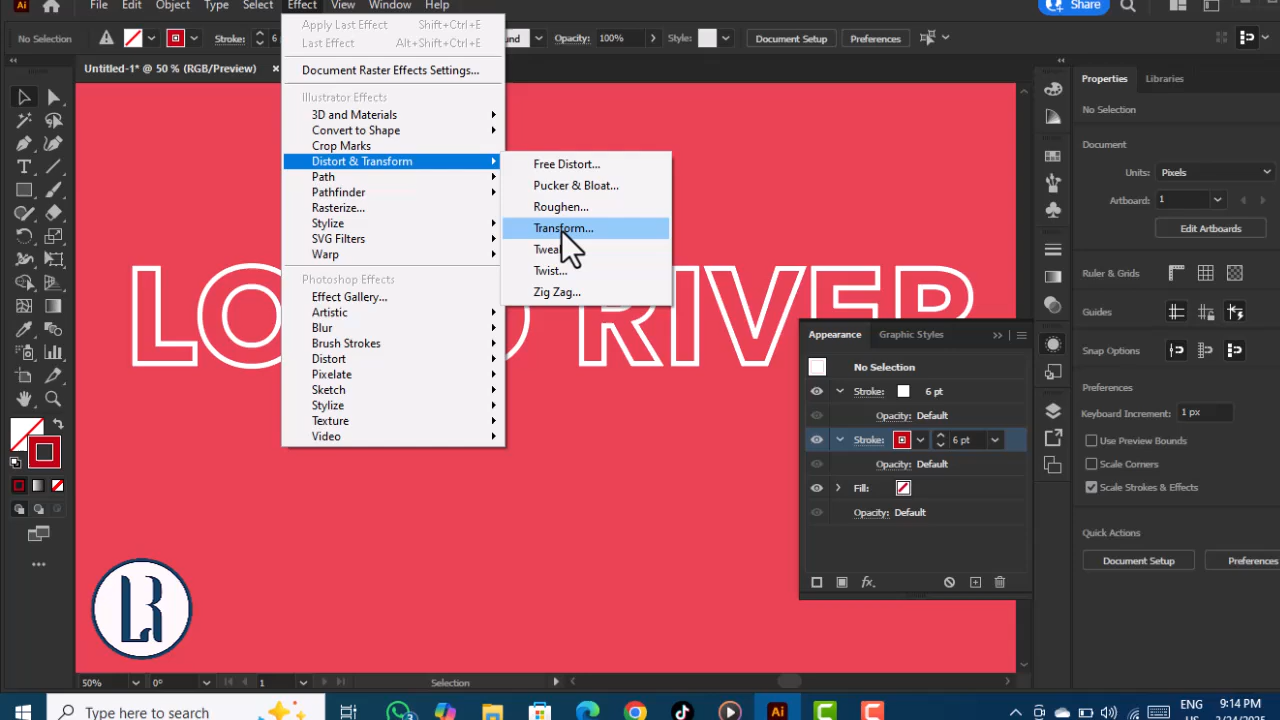 File Edit Object Type Select Effect View Window Help Share
No Selection Stroke: 6 Opacity: 100% Style: Document Setup Preferences
Untitled-1* @ 50 % (RGB/Preview) ×
Apply Last Effect Shift+Ctrl+E
Last Effect Alt+Shift+Ctrl+E
Document Raster Effects Settings...
Illustrator Effects
3D and Materials
Convert to Shape
Crop Marks
Distort & Transform
Path
Pathfinder
Rasterize...
Stylize
SVG Filters
Warp
Photoshop Effects
Effect Gallery...
Artistic
Blur
Brush Strokes
Distort
Pixelate
Sketch
Stylize
Texture
Video
Free Distort...
Pucker & Bloat...
Roughen...
Transform...
Twist...
Zig Zag...
RIVER
Appearance Graphic Styles
No Selection
Stroke: 6 pt
Opacity: Default
Stroke: 6 pt
Opacity: Default
Fill:
Opacity: Default
fx
Properties Libraries
No Selection
Document
Units: Pixels
Artboard: 1
Edit Artboards
Ruler & Grids
Guides
Snap Options
Preferences
Keyboard Increment: 1 px
Use Preview Bounds
Scale Corners
Scale Strokes & Effects
Quick Actions
Document Setup Preferences
LR
50% 0° 1 Selection
Type here to search
9:14 PM